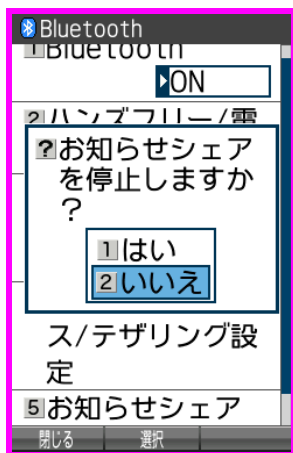 Bluetooth
1Bluetooth
ON
2ハンズフリー/電
?お知らせシェア
を停止しますか
?
1はい
2いいえ
ス/テザリング設
定
5お知らせシェア
閉じる 選択